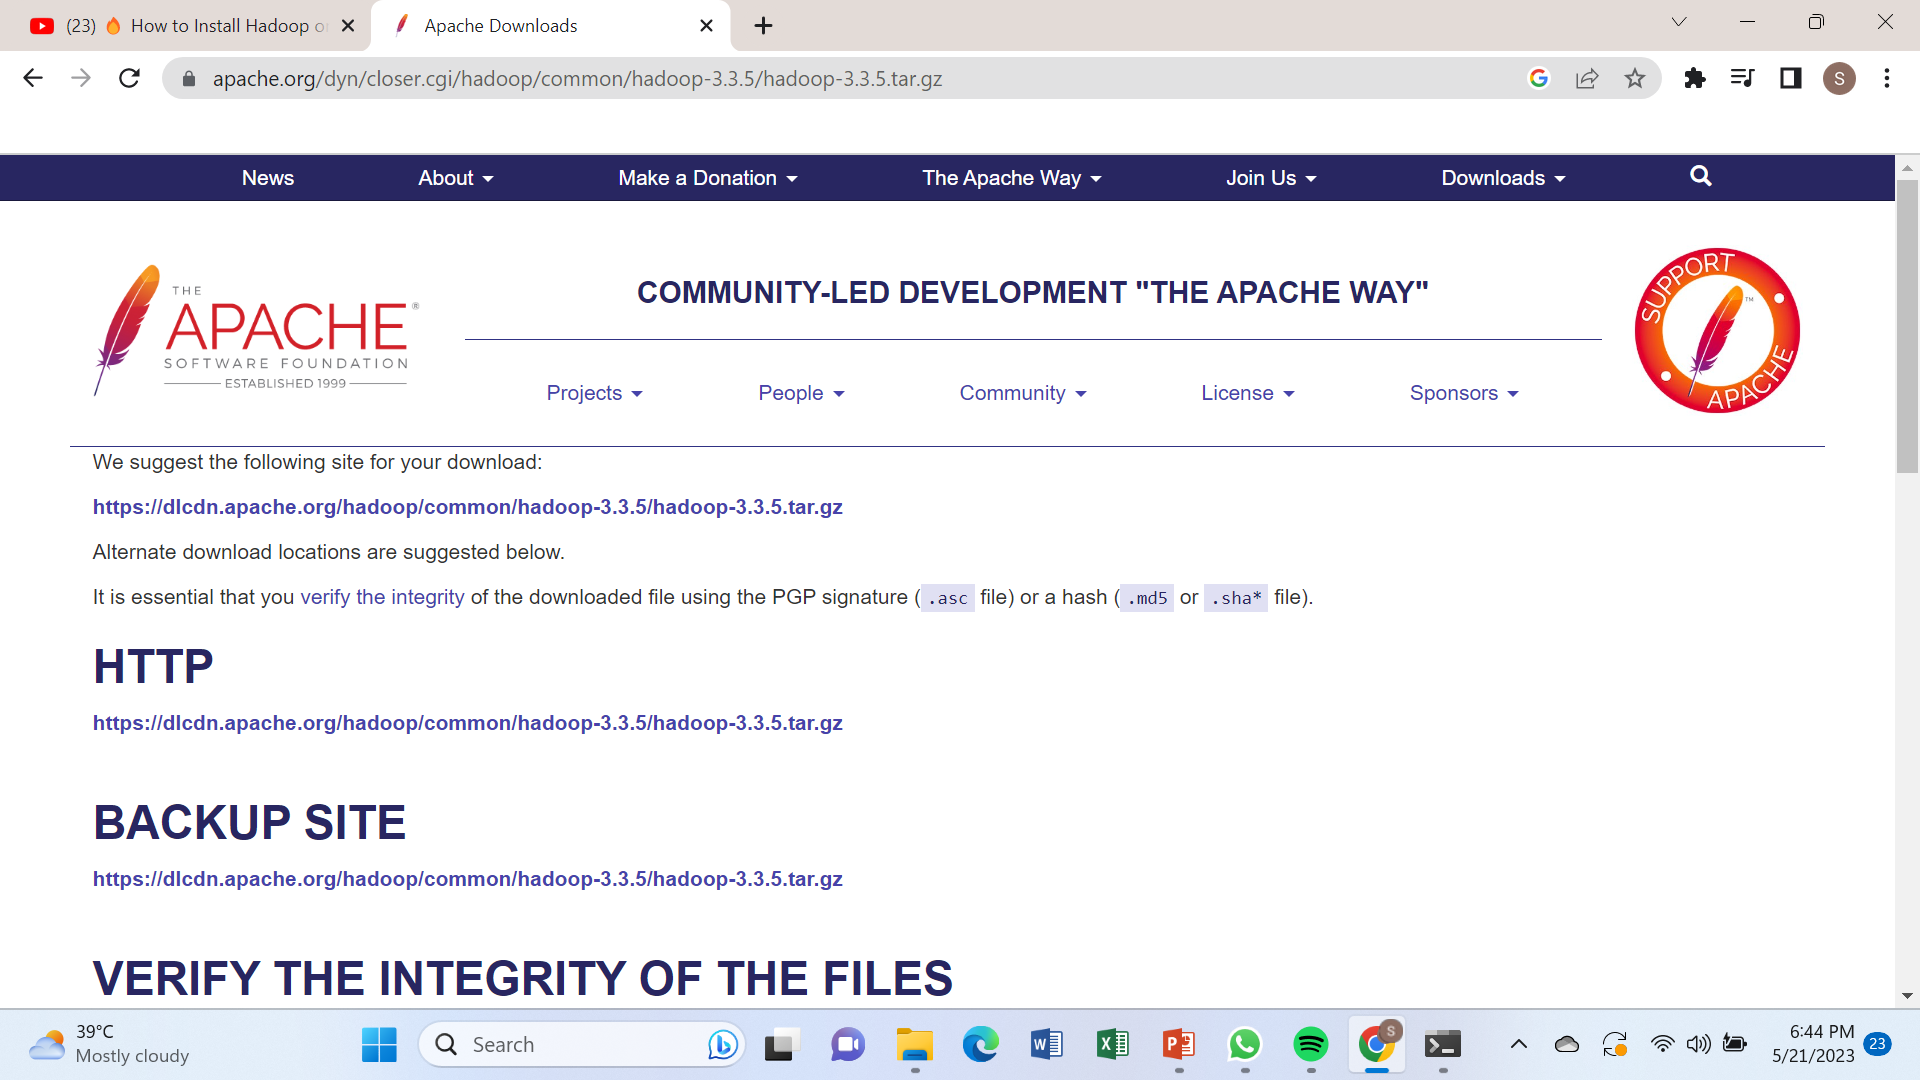 (23) 🔥 How to Install Hadoop o
Apache Downloads
apache.org/dyn/closer.cgi/hadoop/common/hadoop-3.3.5/hadoop-3.3.5.tar.gz
S
News About Make a Donation The Apache Way Join Us Downloads
THE
APACHE®
SOFTWARE FOUNDATION
ESTABLISHED 1999
COMMUNITY-LED DEVELOPMENT "THE APACHE WAY"
SUPPORT
APACHE
TM
Projects People Community License Sponsors
We suggest the following site for your download:
https://dlcdn.apache.org/hadoop/common/hadoop-3.3.5/hadoop-3.3.5.tar.gz
Alternate download locations are suggested below.
It is essential that you verify the integrity of the downloaded file using the PGP signature ( .asc file) or a hash ( .md5 or .sha* file).
HTTP
https://dlcdn.apache.org/hadoop/common/hadoop-3.3.5/hadoop-3.3.5.tar.gz
BACKUP SITE
https://dlcdn.apache.org/hadoop/common/hadoop-3.3.5/hadoop-3.3.5.tar.gz
VERIFY THE INTEGRITY OF THE FILES
39°C
Mostly cloudy
Search
W
X
P
S
6:44 PM
5/21/2023
23